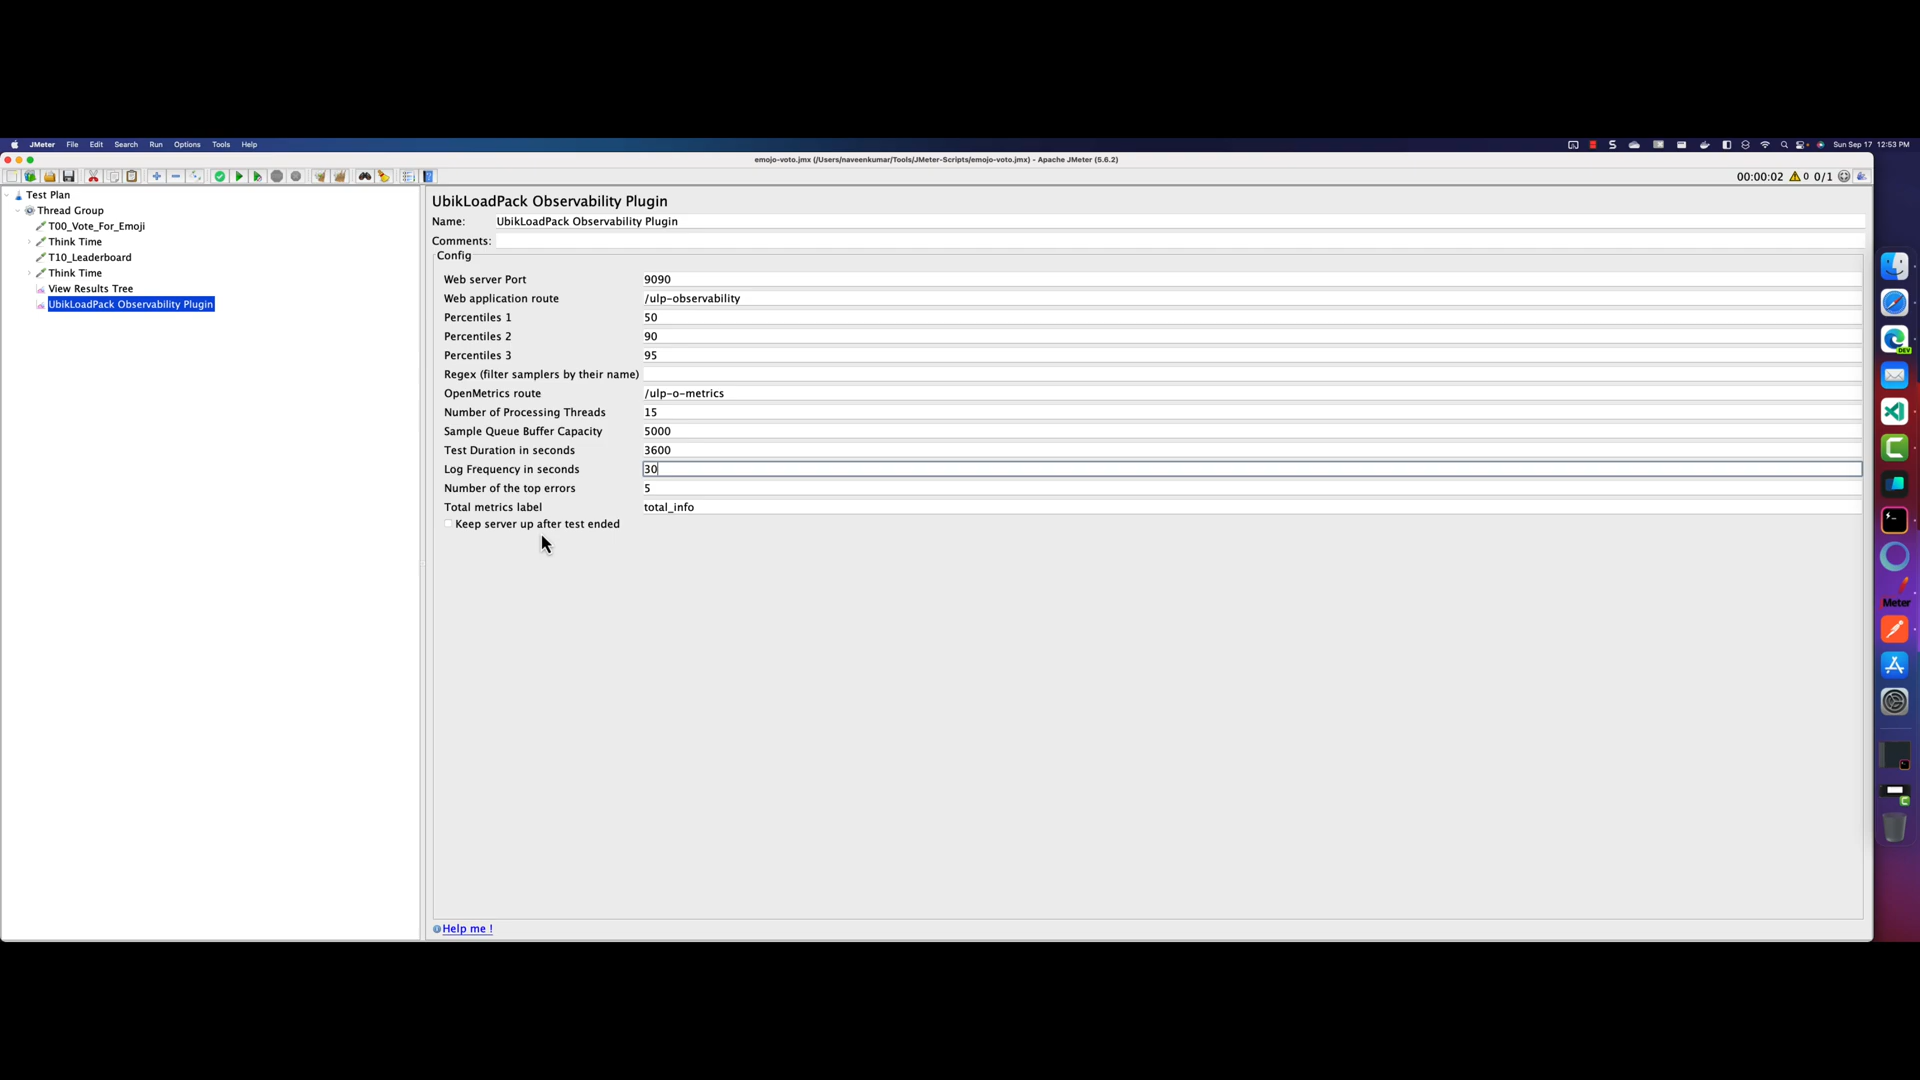 JMeter File Edit Search Run Options Tools Help
Sun Sep 17 12:53 PM
emojo-voto.jmx (/Users/naveenkumar/Tools/JMeter-Scripts/emojo-voto.jmx) - Apache JMeter (5.6.2)
00:00:02 0 0/1
Test Plan
Thread Group
T00_Vote_For_Emoji
Think Time
T10_Leaderboard
Think Time
View Results Tree
UbikLoadPack Observability Plugin
UbikLoadPack Observability Plugin
Name: UbikLoadPack Observability Plugin
Comments:
Config
Web server Port 9090
Web application route /ulp-observability
Percentiles 1 50
Percentiles 2 90
Percentiles 3 95
Regex (filter samplers by their name)
OpenMetrics route /ulp-o-metrics
Number of Processing Threads 15
Sample Queue Buffer Capacity 5000
Test Duration in seconds 3600
Log Frequency in seconds 30
Number of the top errors 5
Total metrics label total_info
Keep server up after test ended
Help me !
DEV
Meter